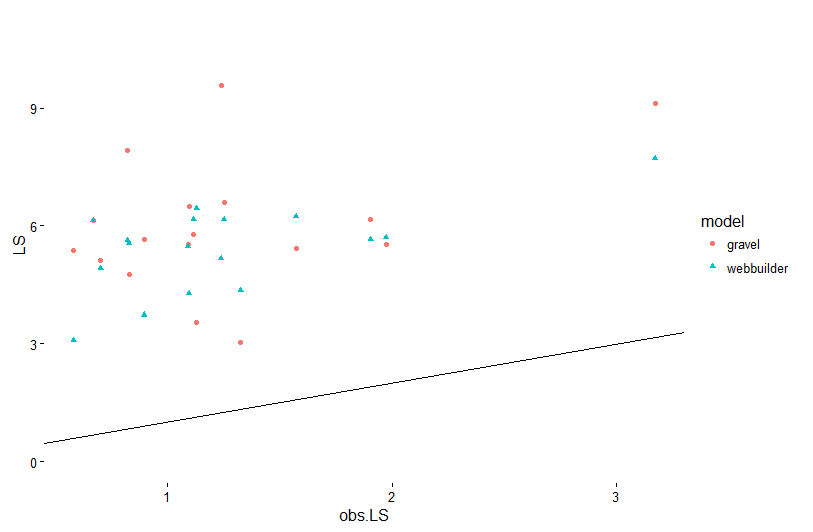 9
6
3
0
LS
1 2 3
obs.LS
model
gravel
webbuilder